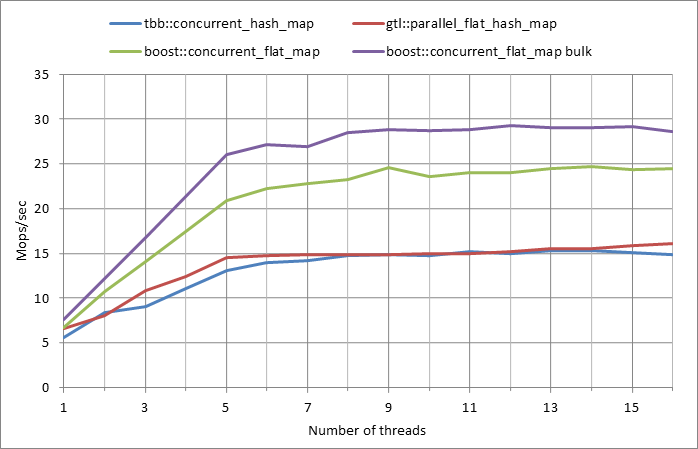 tbb::concurrent_hash_map gtl::parallel_flat_hash_map
boost::concurrent_flat_map boost::concurrent_flat_map bulk
35
30
25
20
15
10
5
0
Mops/sec
1 3 5 7 9 11 13 15
Number of threads